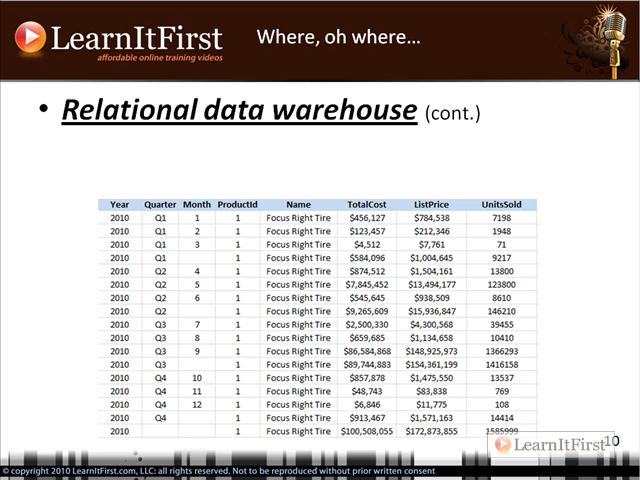 LearnItFirst
affordable online training videos
Where, oh where...
• Relational data warehouse (cont.)
Year Quarter Month ProductId Name TotalCost ListPrice UnitsSold
2010 Q1 1 1 Focus Right Tire $456,127 $784,538 7198
2010 Q1 2 1 Focus Right Tire $123,457 $212,346 1948
2010 Q1 3 1 Focus Right Tire $4,512 $7,761 71
2010 Q1 1 Focus Right Tire $584,096 $1,004,645 9217
2010 Q2 4 1 Focus Right Tire $874,512 $1,504,161 13800
2010 Q2 5 1 Focus Right Tire $7,845,452 $13,494,177 123800
2010 Q2 6 1 Focus Right Tire $545,645 $938,509 8610
2010 Q2 1 Focus Right Tire $9,265,609 $15,936,847 146210
2010 Q3 7 1 Focus Right Tire $2,500,330 $4,300,568 39455
2010 Q3 8 1 Focus Right Tire $659,685 $1,134,658 10410
2010 Q3 9 1 Focus Right Tire $86,584,868 $148,925,973 1366293
2010 Q3 1 Focus Right Tire $89,744,883 $154,361,199 1416158
2010 Q4 10 1 Focus Right Tire $857,878 $1,475,550 13537
2010 Q4 11 1 Focus Right Tire $48,743 $83,838 769
2010 Q4 12 1 Focus Right Tire $6,846 $11,775 108
2010 Q4 1 Focus Right Tire $913,467 $1,571,163 14414
2010 1 Focus Right Tire $100,508,055 $172,873,855 1585999
10
LearnItFirst
© copyright 2010 LearnItFirst.com, LLC: all rights reserved. Not to be reproduced without prior written consent